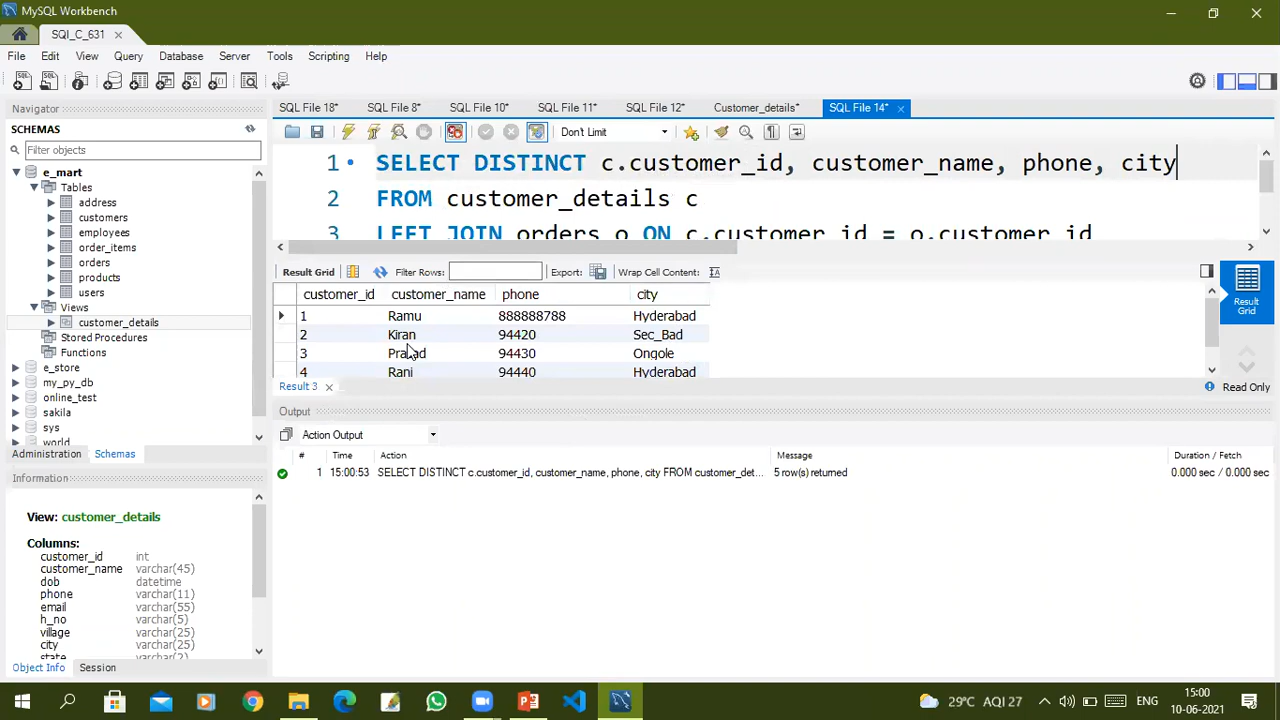 MySQL Workbench
SQl_C_631
File Edit View Query Database Server Tools Scripting Help
Navigator
SCHEMAS
Filter objects
e_mart
Tables
address
customers
employees
order_items
orders
products
users
Views
customer_details
Stored Procedures
Functions
e_store
my_py_db
online_test
sakila
sys
world
Administration Schemas
Information
View: customer_details
Columns:
customer_id int
customer_name varchar(45)
dob datetime
phone varchar(11)
email varchar(55)
h_no varchar(5)
village varchar(25)
city varchar(25)
state varchar(2)
Object Info Session
SQL File 18* SQL File 8* SQL File 10* SQL File 11* SQL File 12* Customer_details* SQL File 14*
Don't Limit
1 SELECT DISTINCT c.customer_id, customer_name, phone, city
2 FROM customer_details c
3 LEFT JOIN orders o ON c.customer_id = o.customer_id
Result Grid Filter Rows: Export: Wrap Cell Content:
customer_id customer_name phone city
1 Ramu 888888788 Hyderabad
2 Kiran 94420 Sec_Bad
3 94430 Ongole
4 Rani 94440 Hyderabad
Result Grid
Result 3 Read Only
Output
Action Output
# Time Action Message Duration / Fetch
1 15:00:53 SELECT DISTINCT c.customer_id, customer_name, phone, city FROM customer_det... 5 row(s) returned 0.000 sec / 0.000 sec
29°C AQI 27 ENG 15:00
10-06-2021